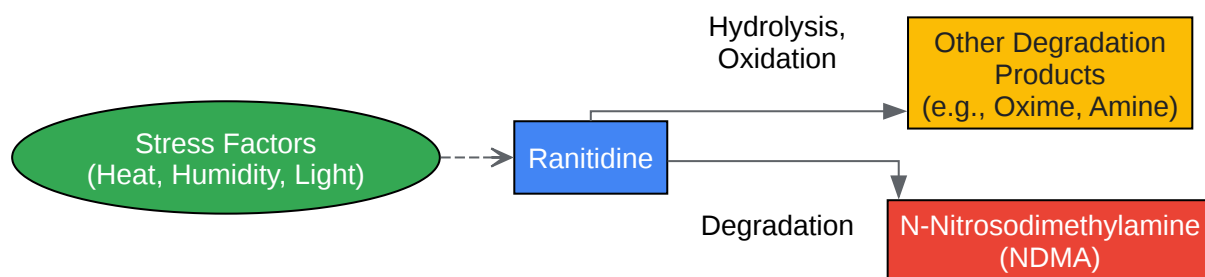 Stress Factors
(Heat, Humidity, Light)
Ranitidine
Hydrolysis,
Oxidation
Other Degradation
Products
(e.g., Oxime, Amine)
Degradation
N-Nitrosodimethylamine
(NDMA)